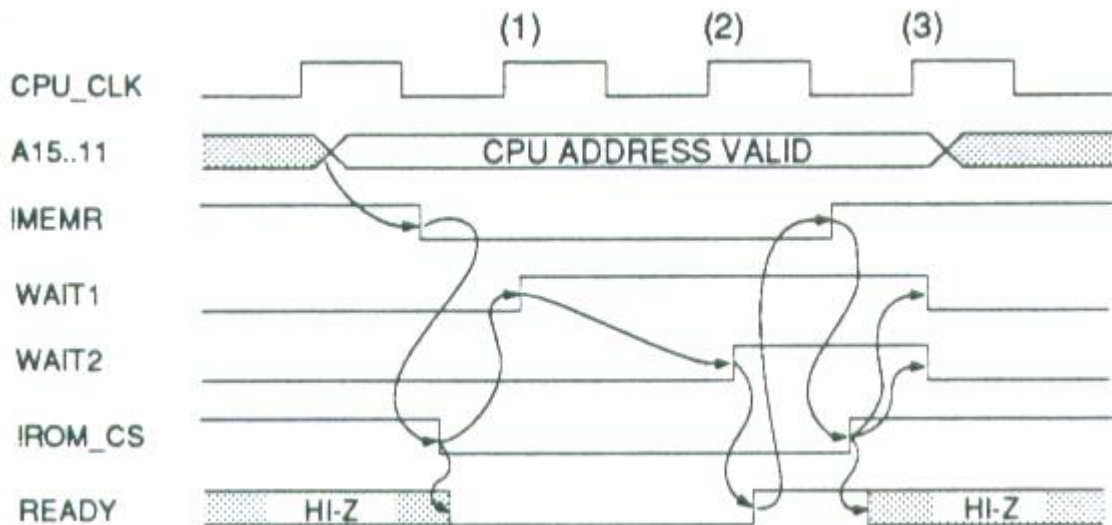 (1) (2) (3)
CPU_CLK
A15..11 CPU ADDRESS VALID
!MEMR
WAIT1
WAIT2
!ROM_CS
READY HI-Z HI-Z